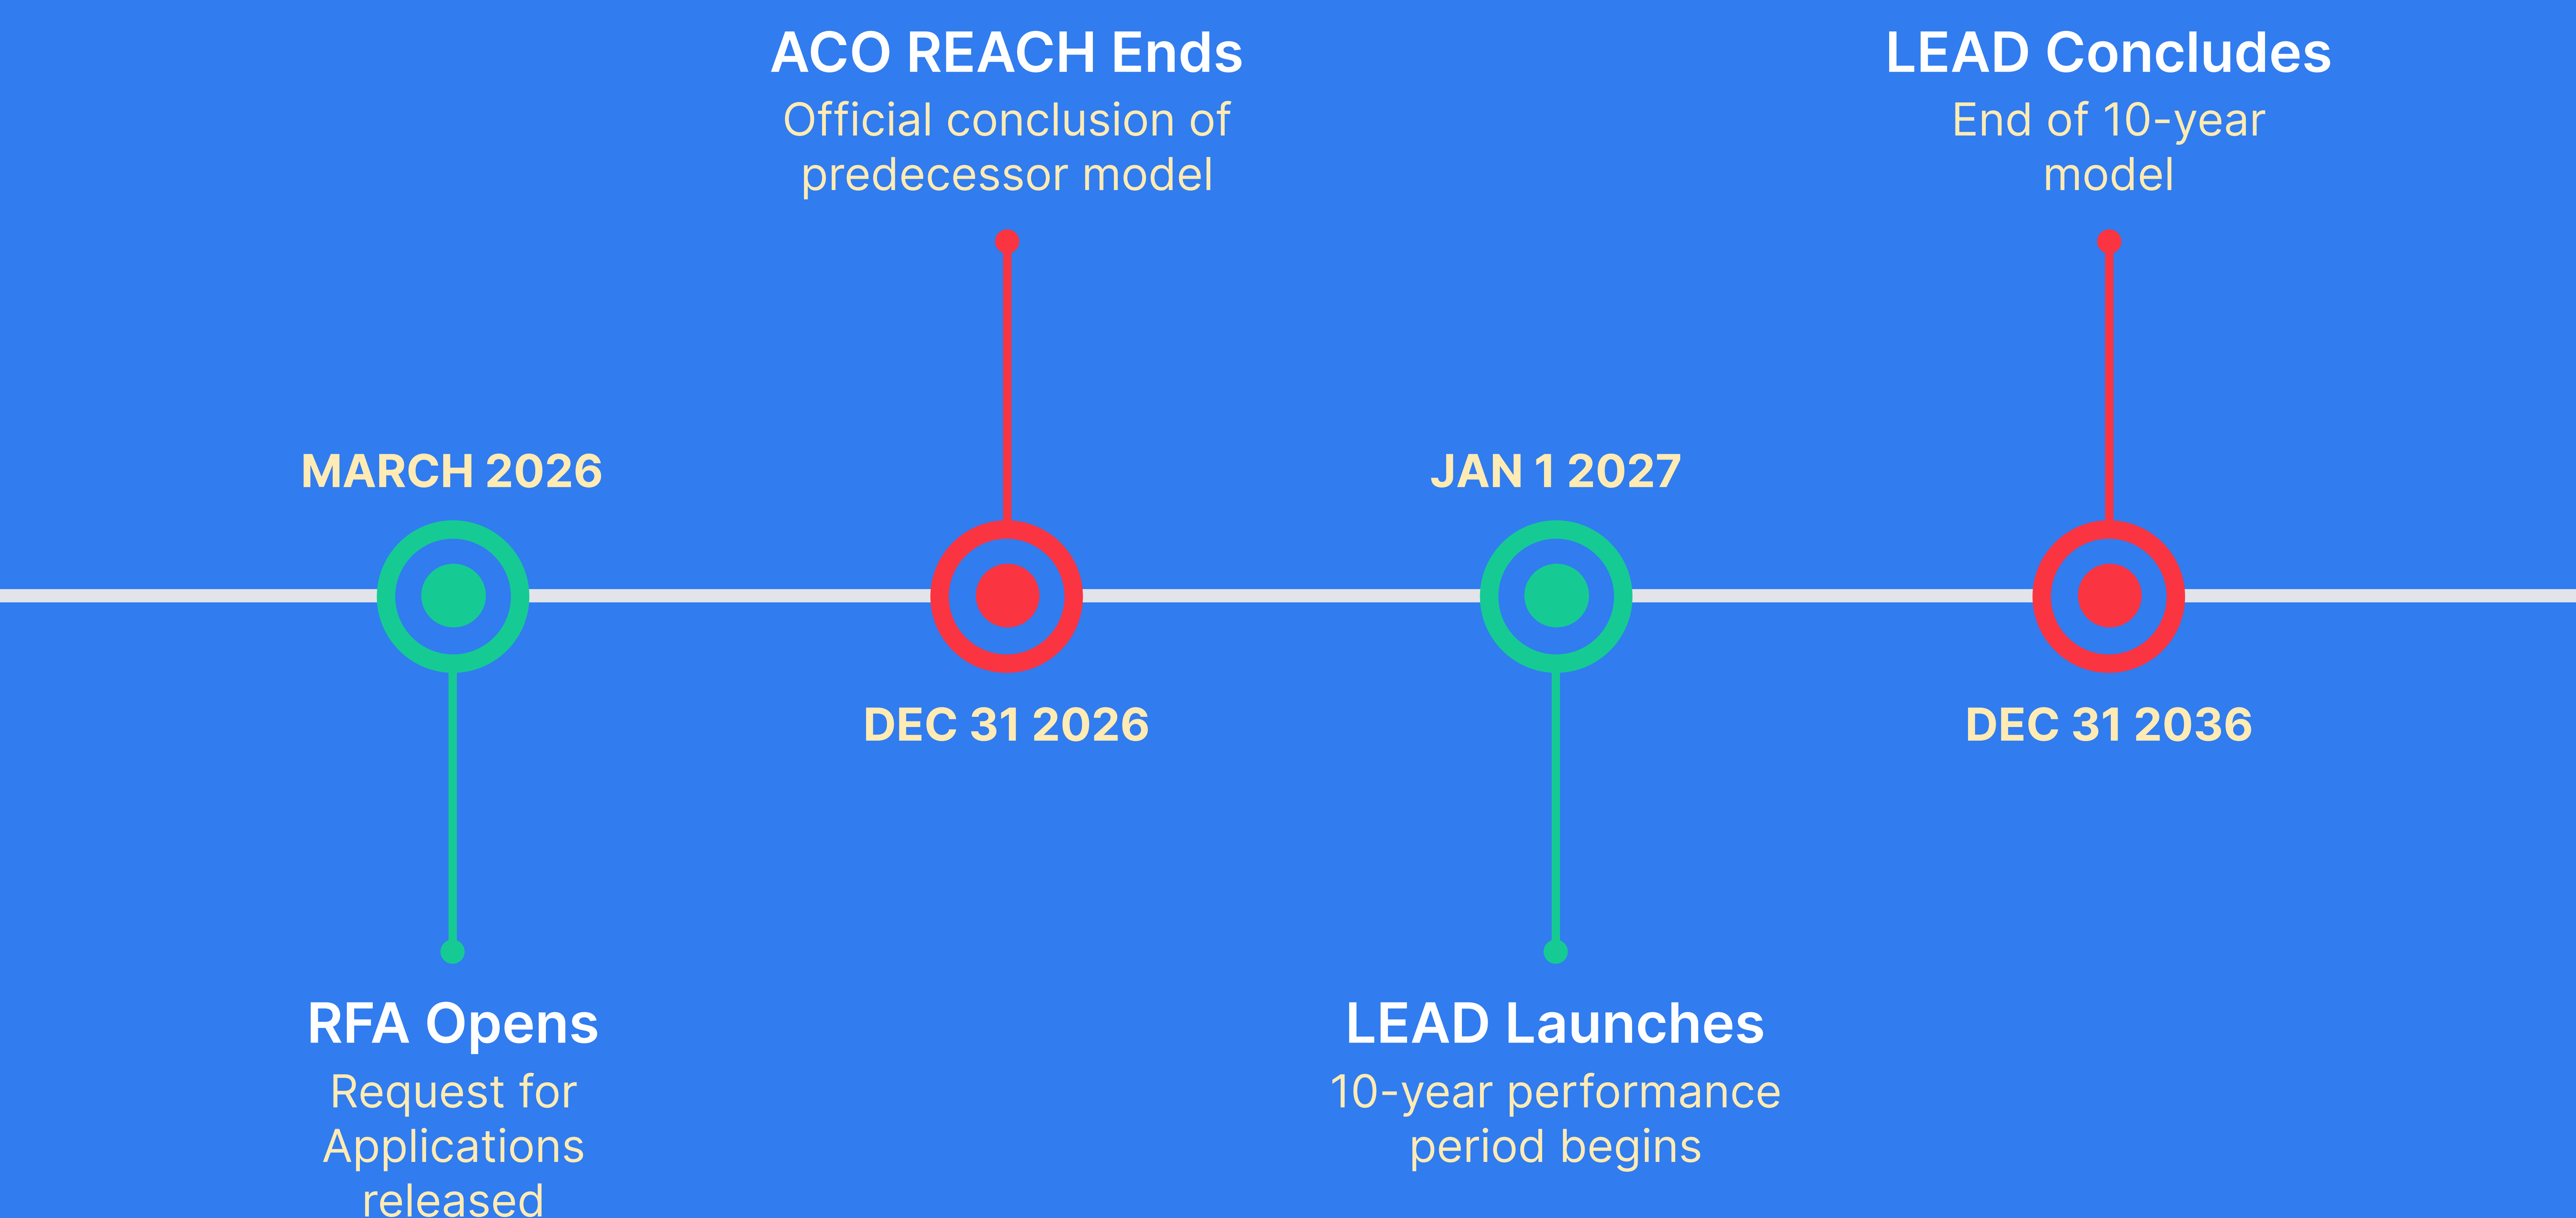 MARCH 2026
RFA Opens
Request for
Applications
released
ACO REACH Ends
Official conclusion of
predecessor model
DEC 31 2026
JAN 1 2027
LEAD Launches
10-year performance
period begins
LEAD Concludes
End of 10-year
model
DEC 31 2036